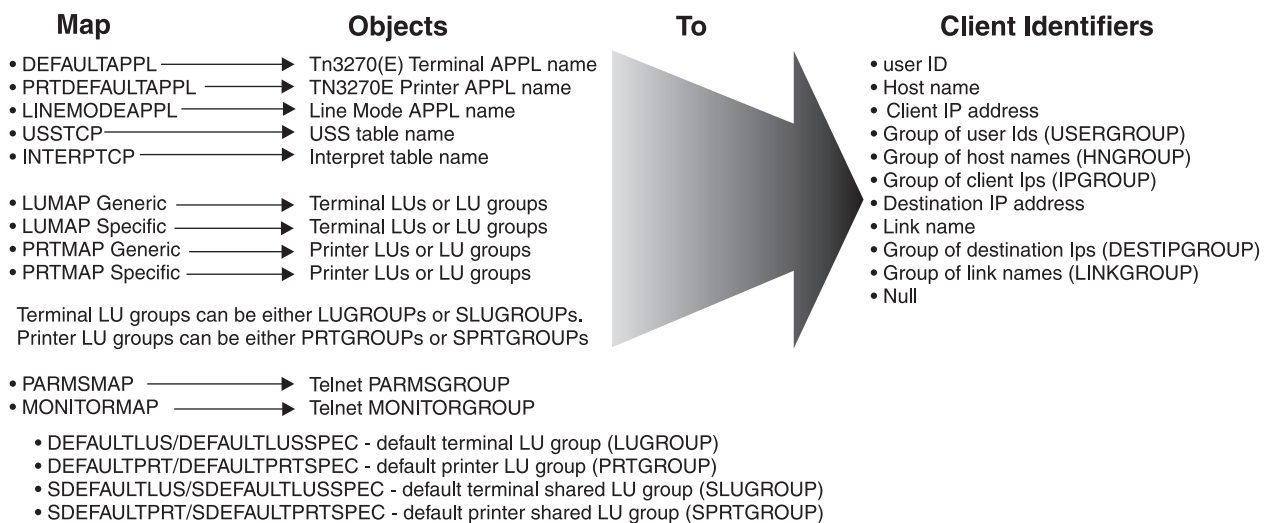 Map Objects To Client Identifiers
• DEFAULTAPPL Tn3270(E) Terminal APPL name
• PRTDEFAULTAPPL TN3270E Printer APPL name
• LINEMODEAPPL Line Mode APPL name
• USSTCP USS table name
• INTERPTCP Interpret table name
• LUMAP Generic Terminal LUs or LU groups
• LUMAP Specific Terminal LUs or LU groups
• PRTMAP Generic Printer LUs or LU groups
• PRTMAP Specific Printer LUs or LU groups
Terminal LU groups can be either LUGROUPs or SLUGROUPs.
Printer LU groups can be either PRTGROUPs or SPRTGROUPs
• PARMSMAP Telnet PARMSGROUP
• MONITORMAP Telnet MONITORGROUP
• DEFAULTLUS/DEFAULTLUSSPEC - default terminal LU group (LUGROUP)
• DEFAULTPRT/DEFAULTPRTSPEC - default printer LU group (PRTGROUP)
• SDEFAULTLUS/SDEFAULTLUSSPEC - default terminal shared LU group (SLUGROUP)
• SDEFAULTPRT/SDEFAULTPRTSPEC - default printer shared LU group (SPRTGROUP)
• user ID
• Host name
• Client IP address
• Group of user Ids (USERGROUP)
• Group of host names (HNGROUP)
• Group of client Ips (IPGROUP)
• Destination IP address
• Link name
• Group of destination Ips (DESTIPGROUP)
• Group of link names (LINKGROUP)
• Null